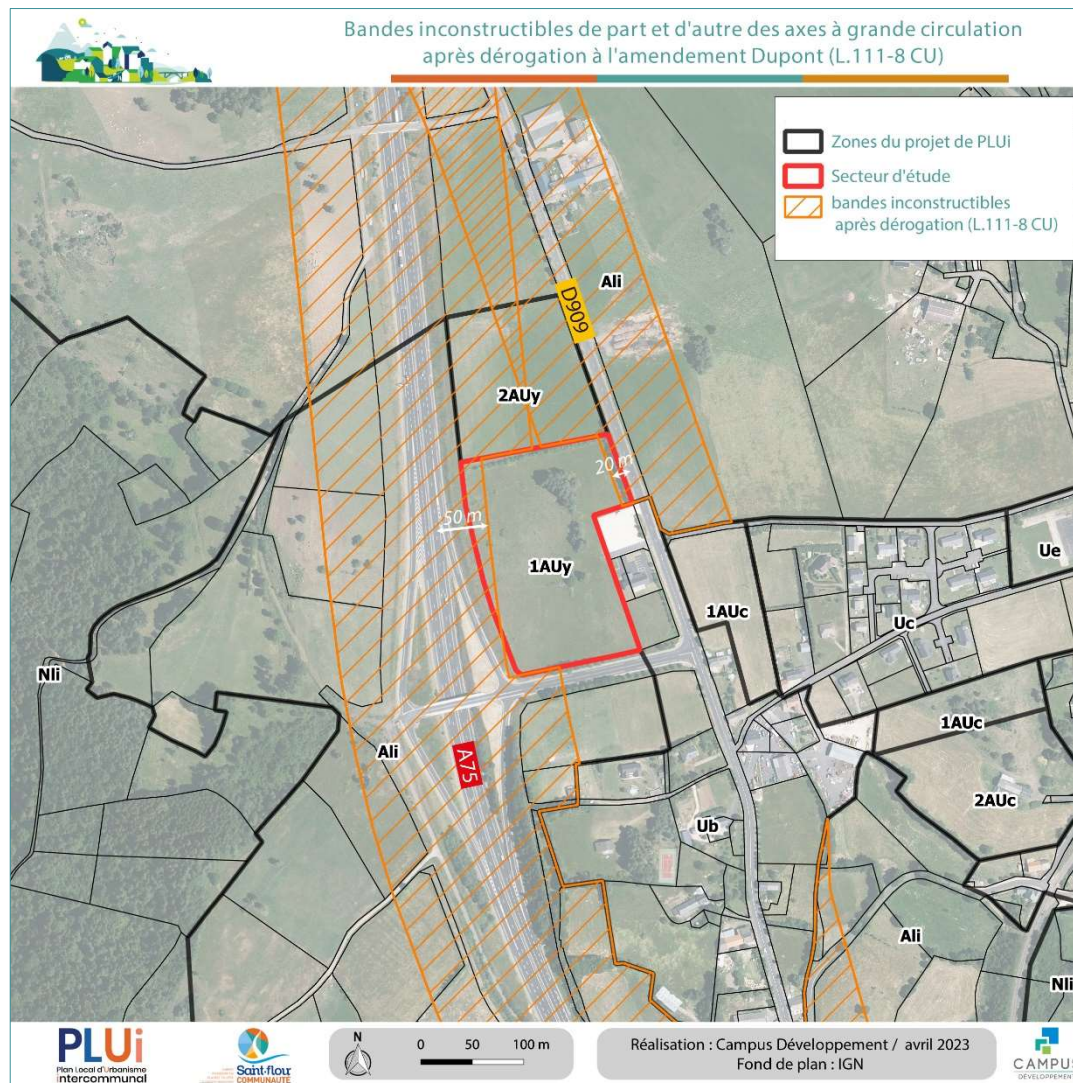 Bandes inconstructibles de part et d'autre des axes à grande circulation
après dérogation à l'amendement Dupont (L.111-8 CU)
Zones du projet de PLUi
Secteur d'étude
bandes inconstructibles
après dérogation (L.111-8 CU)
Ali
D909
2AUy
20 m
50 m
1AUy
Ue
1AUc
Uc
Nli
1AUc
Ali
A75
2AUc
Ub
Ali
Nli
PLUi
Plan Local d'Urbanisme
intercommunal
Saint-flour
COMMUNAUTÉ
N
0 50 100 m
Réalisation : Campus Développement / avril 2023
Fond de plan : IGN
CAMPUS
DÉVELOPPEMENT